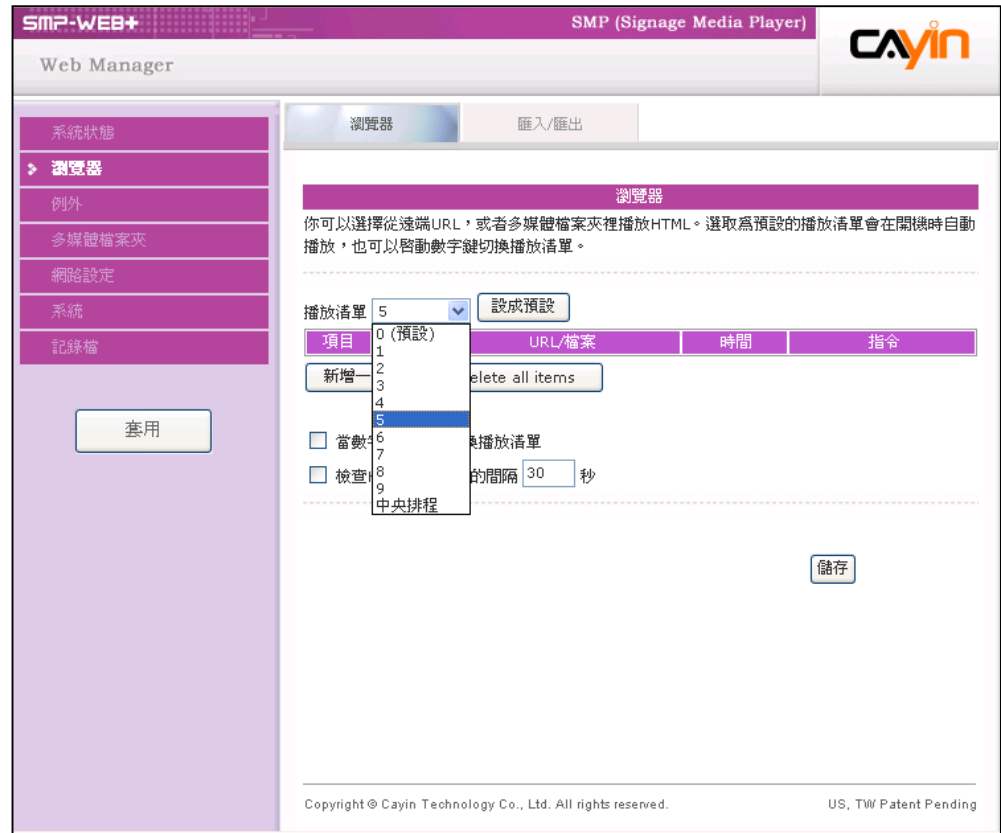 SMP-WEB+
SMP (Signage Media Player)
CAYIN
Web Manager
系統狀態
瀏覽器
例外
多媒體檔案夾
網路設定
系統
記錄檔
套用
瀏覽器
匯入/匯出
瀏覽器
你可以選擇從遠端URL，或者多媒體檔案夾裡播放HTML。選取爲預設的播放清單會在開機時自動
播放，也可以啓動數字鍵切換播放清單。
播放清單 5 設成預設
項目 URL/檔案 時間 指令
0 (預設)
1
2
3
4
5
6
7
8
9
中央排程
新增一 elete all items
當數 播放清單
檢查 的間隔 30 秒
儲存
Copyright © Cayin Technology Co., Ltd. All rights reserved.
US, TW Patent Pending